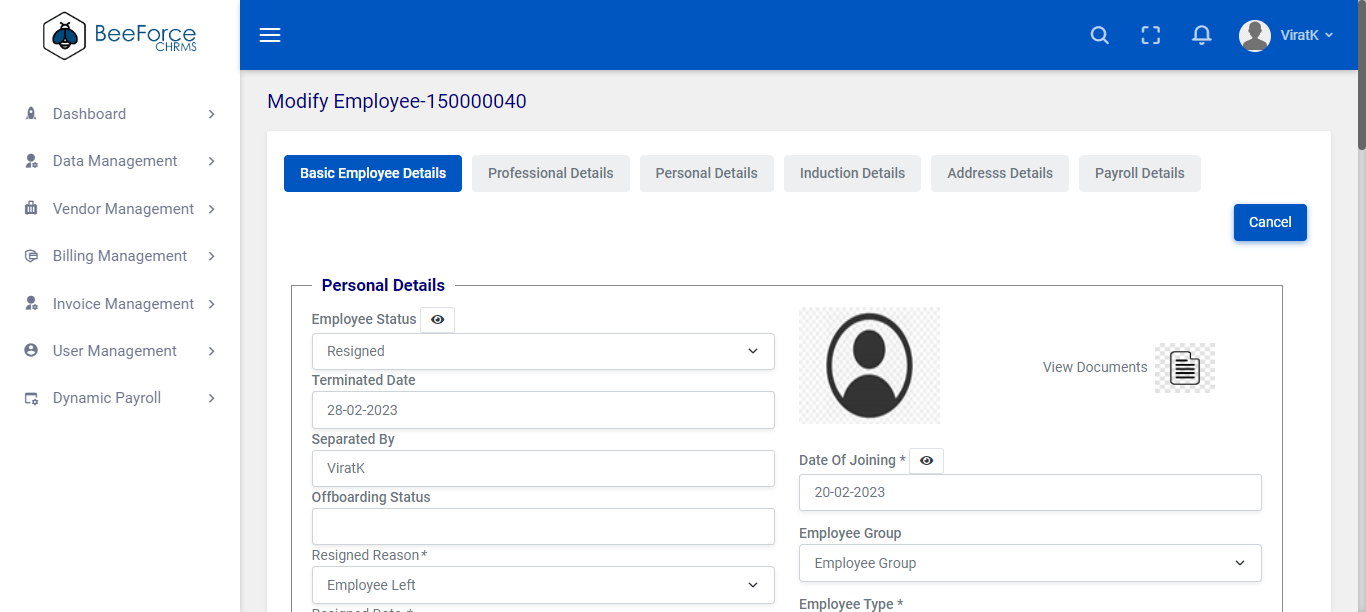 BeeForce
CHRMS
ViratK
Dashboard
Data Management
Vendor Management
Billing Management
Invoice Management
User Management
Dynamic Payroll
Modify Employee-150000040
Basic Employee Details
Professional Details
Personal Details
Induction Details
Addresss Details
Payroll Details
Cancel
Personal Details
Employee Status
Resigned
Terminated Date
28-02-2023
Separated By
ViratK
Offboarding Status
Resigned Reason*
Employee Left
Resigned Date *
View Documents
Date Of Joining *
20-02-2023
Employee Group
Employee Group
Employee Type *